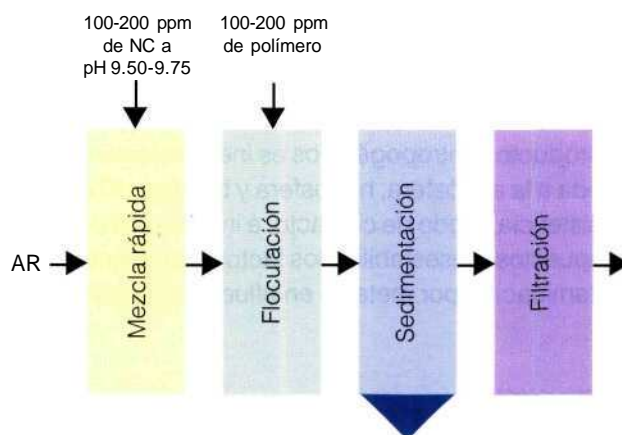 100-200 ppm
de NC a
pH 9.50-9.75
100-200 ppm
de polímero
AR
Mezcla rápida
Floculación
Sedimentación
Filtración